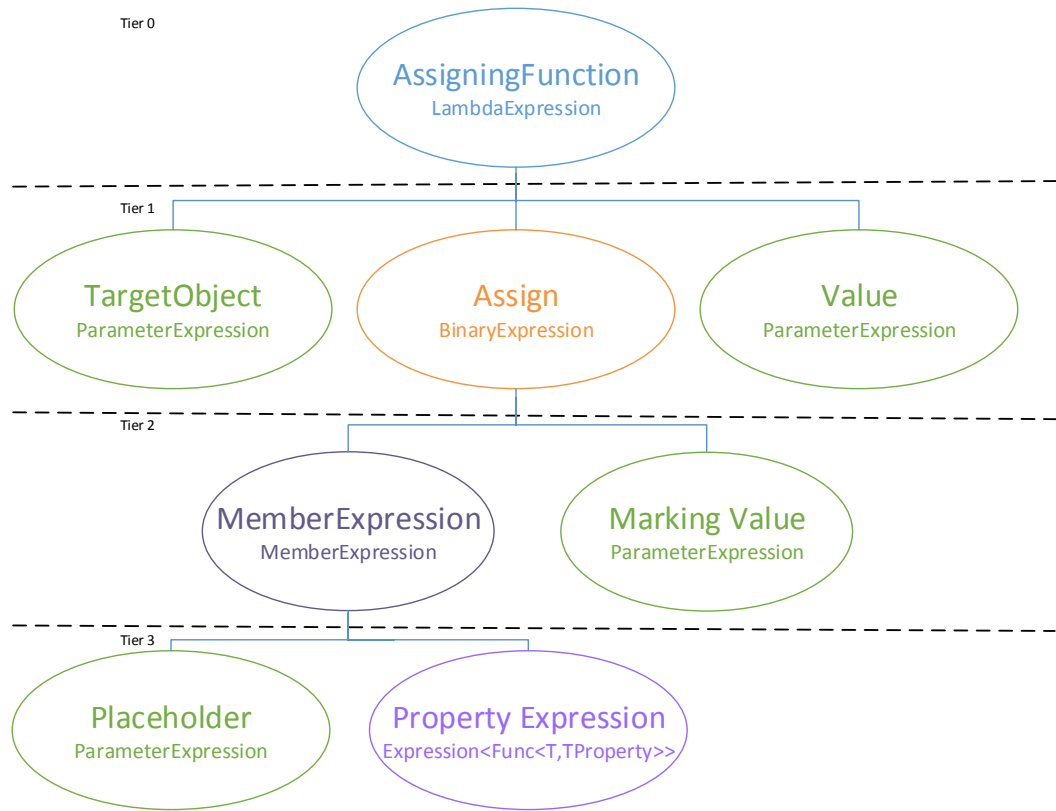 Tier 0
AssigningFunction
LambdaExpression
Tier 1
TargetObject
ParameterExpression
Assign
BinaryExpression
Value
ParameterExpression
Tier 2
MemberExpression
MemberExpression
Marking Value
ParameterExpression
Tier 3
Placeholder
ParameterExpression
Property Expression
Expression<Func<T,TProperty>>